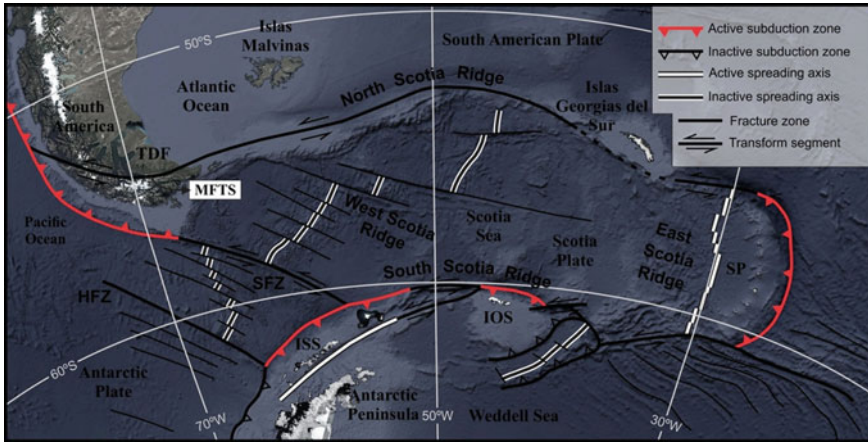 50°S
Islas
Malvinas
South American Plate
Atlantic
Ocean
North Scotia Ridge
Islas
Georgias del
Sur
South
America
TDF
MFTS
Pacific
Ocean
West Scotia
Ridge
Scotia
Sea
Scotia
Plate
East
Scotia
Ridge
SP
HFZ
SFZ
South Scotia Ridge
IOS
ISS
60°S
Antarctic
Plate
70°W
Antarctic
Peninsula
50°W
Weddell Sea
30°W
Active subduction zone
Inactive subduction zone
Active spreading axis
Inactive spreading axis
Fracture zone
Transform segment